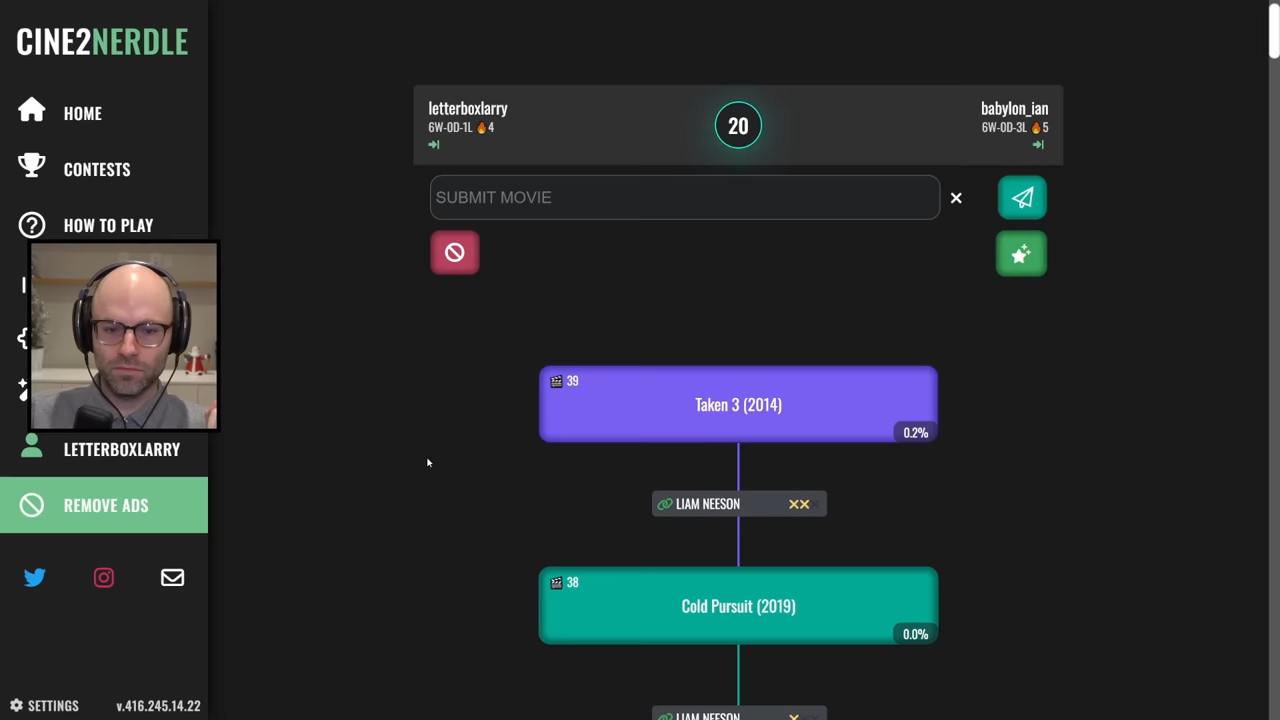 CINE2NERDLE
HOME
CONTESTS
HOW TO PLAY
LETTERBOXLARRY
REMOVE ADS
SETTINGS
v.416.245.14.22
letterboxlarry
6W-0D-1L 🔥4
20
babylon_ian
6W-0D-3L 🔥5
SUBMIT MOVIE
39
Taken 3 (2014)
0.2%
LIAM NEESON
38
Cold Pursuit (2019)
0.0%
LIAM NEESON